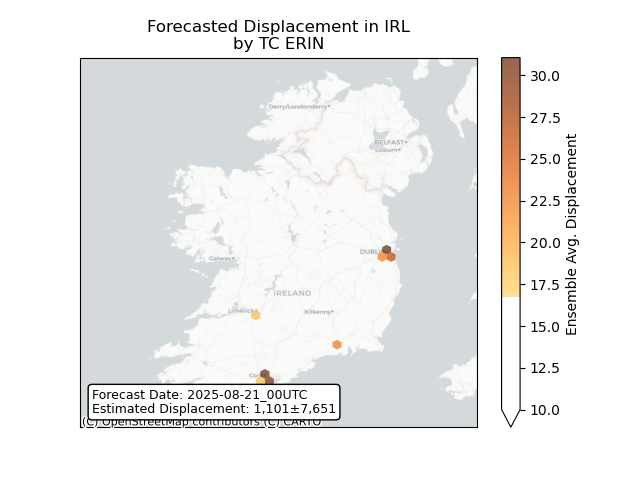 Forecasted Displacement in IRL
by TC ERIN
Derry/Londonderry
BELFAST
Lisburn
DUBL
Galway
IRELAND
Limerick
Kilkenny
Forecast Date: 2025-08-21_00UTC
Estimated Displacement: 1,101±7,651
(C) OpenStreetMap contributors (C) CARTO
30.0
27.5
25.0
22.5
20.0
17.5
15.0
12.5
10.0
Ensemble Avg. Displacement